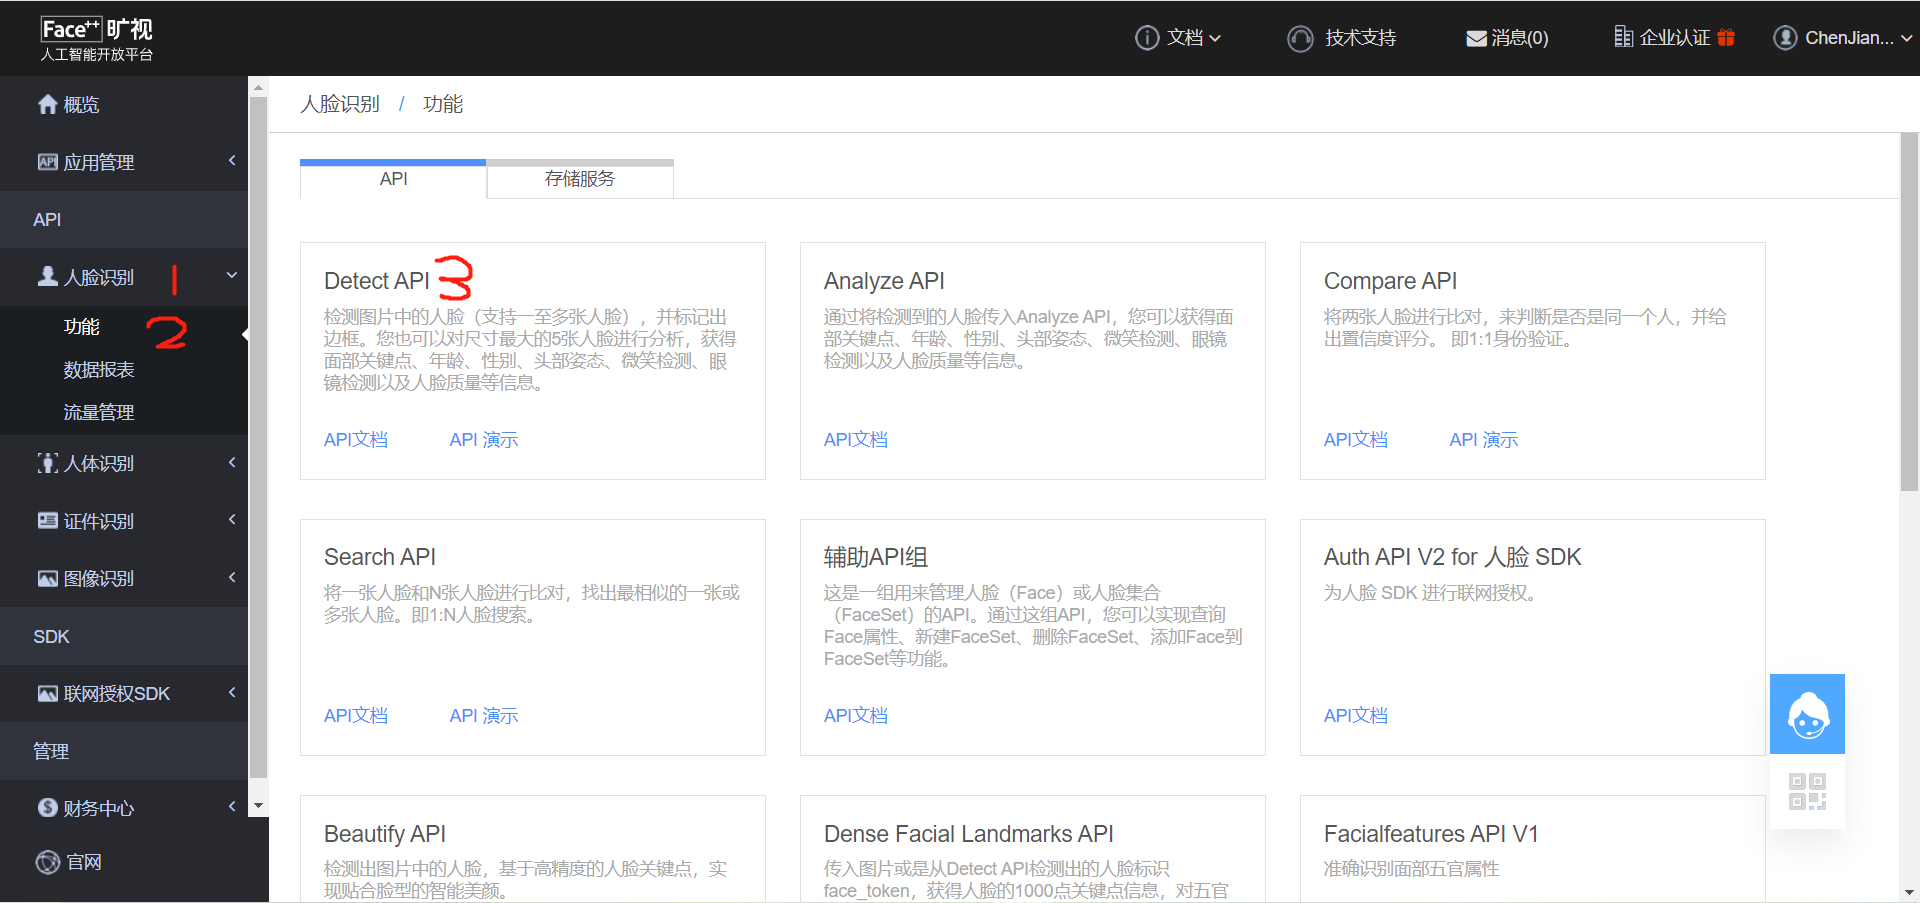 Face++ 旷视
人工智能开放平台
文档
技术支持
消息(0)
企业认证
ChenJian...
概览
应用管理
API
人脸识别 1
功能 2
数据报表
流量管理
人体识别
证件识别
图像识别
SDK
联网授权SDK
管理
财务中心
官网
人脸识别 / 功能
API
存储服务
Detect API 3
检测图片中的人脸（支持一至多张人脸），并标记出
边框。您也可以对尺寸最大的5张人脸进行分析，获得
面部关键点、年龄、性别、头部姿态、微笑检测、眼
镜检测以及人脸质量等信息。
API文档 API 演示
Analyze API
通过将检测到的人脸传入Analyze API，您可以获得面
部关键点、年龄、性别、头部姿态、微笑检测、眼镜
检测以及人脸质量等信息。
API文档
Compare API
将两张人脸进行比对，来判断是否是同一个人，并给
出置信度评分。 即1:1身份验证。
API文档 API 演示
Search API
将一张人脸和N张人脸进行比对，找出最相似的一张或
多张人脸。即1:N人脸搜索。
API文档 API 演示
辅助API组
这是一组用来管理人脸（Face）或人脸集合
（FaceSet）的API。通过这组API，您可以实现查询
Face属性、新建FaceSet、删除FaceSet、添加Face到
FaceSet等功能。
API文档
Auth API V2 for 人脸 SDK
为人脸 SDK 进行联网授权。
API文档
Beautify API
检测出图片中的人脸，基于高精度的人脸关键点，实
现贴合脸型的智能美颜。
Dense Facial Landmarks API
传入图片或是从Detect API检测出的人脸标识
face_token，获得人脸的1000点关键点信息，对五官
Facialfeatures API V1
准确识别面部五官属性